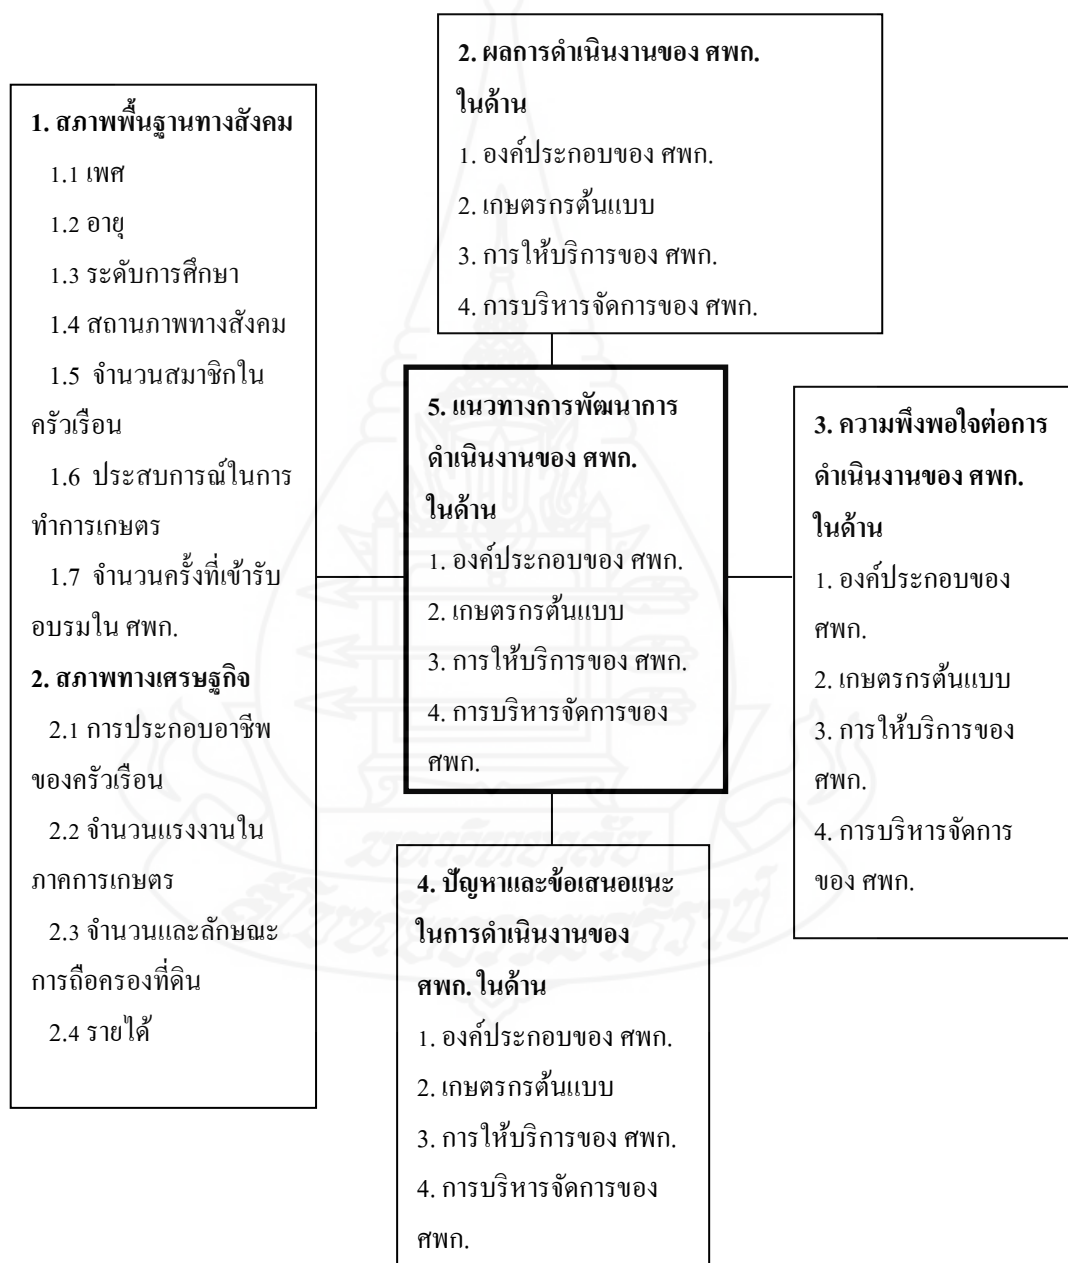 2. ผลการดำเนินงานของ ศพก.
ในด้าน
1. องค์ประกอบของ ศพก.
2. เกษตรกรต้นแบบ
3. การให้บริการของ ศพก.
4. การบริหารจัดการของ ศพก.
1. สภาพพื้นฐานทางสังคม
1.1 เพศ
1.2 อายุ
1.3 ระดับการศึกษา
1.4 สถานภาพทางสังคม
1.5 จำนวนสมาชิกใน
ครัวเรือน
1.6 ประสบการณ์ในการ
ทำการเกษตร
1.7 จำนวนครั้งที่เข้ารับ
อบรมใน ศพก.
2. สภาพทางเศรษฐกิจ
2.1 การประกอบอาชีพ
ของครัวเรือน
2.2 จำนวนแรงงานใน
ภาคการเกษตร
2.3 จำนวนและลักษณะ
การถือครองที่ดิน
2.4 รายได้
5. แนวทางการพัฒนาการ
ดำเนินงานของ ศพก.
ในด้าน
1. องค์ประกอบของ ศพก.
2. เกษตรกรต้นแบบ
3. การให้บริการของ ศพก.
4. การบริหารจัดการของ
ศพก.
3. ความพึงพอใจต่อการ
ดำเนินงานของ ศพก.
ในด้าน
1. องค์ประกอบของ
ศพก.
2. เกษตรกรต้นแบบ
3. การให้บริการของ
ศพก.
4. การบริหารจัดการ
ของ ศพก.
4. ปัญหาและข้อเสนอแนะ
ในการดำเนินงานของ
ศพก. ในด้าน
1. องค์ประกอบของ ศพก.
2. เกษตรกรต้นแบบ
3. การให้บริการของ ศพก.
4. การบริหารจัดการของ
ศพก.
มหาวิทยาลัย
สุโขทัยธรรมาธิราช